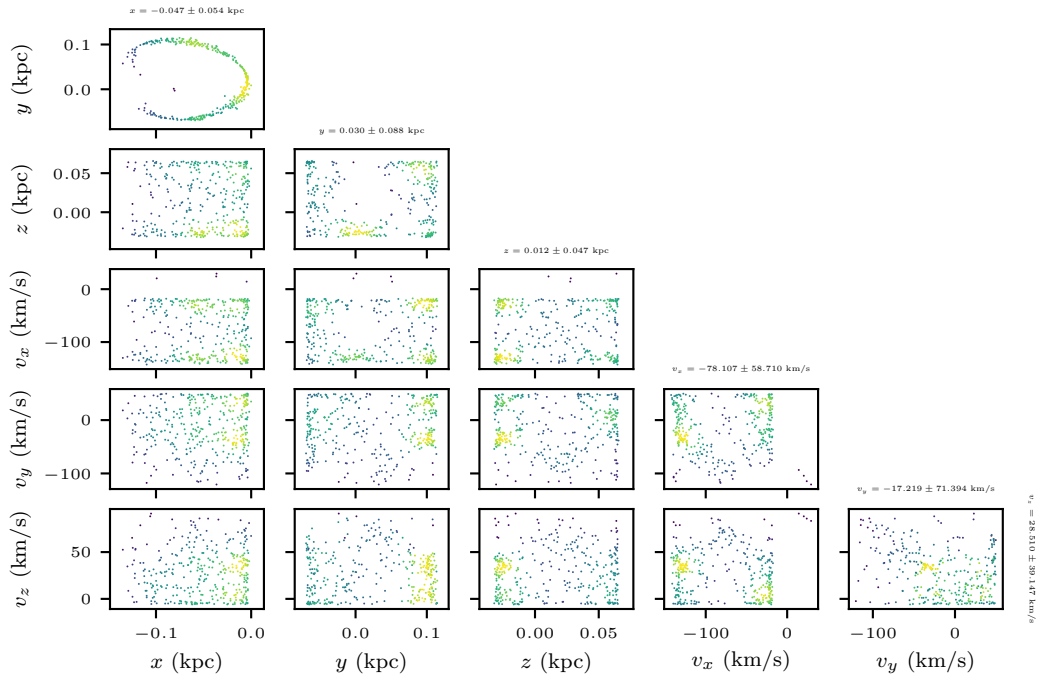 x = −0.047 ± 0.054 kpc
y (kpc)
0.1
0.0
y = 0.030 ± 0.088 kpc
z (kpc)
0.05
0.00
z = 0.012 ± 0.047 kpc
v_x (km/s)
0
−100
v_x = −78.107 ± 58.710 km/s
v_y (km/s)
0
−100
v_y = −17.219 ± 71.394 km/s
v_z (km/s)
50
0
v_z = 28.510 ± 39.147 km/s
−0.1 0.0
0.0 0.1
0.00 0.05
−100 0
−100 0
x (kpc)
y (kpc)
z (kpc)
v_x (km/s)
v_y (km/s)